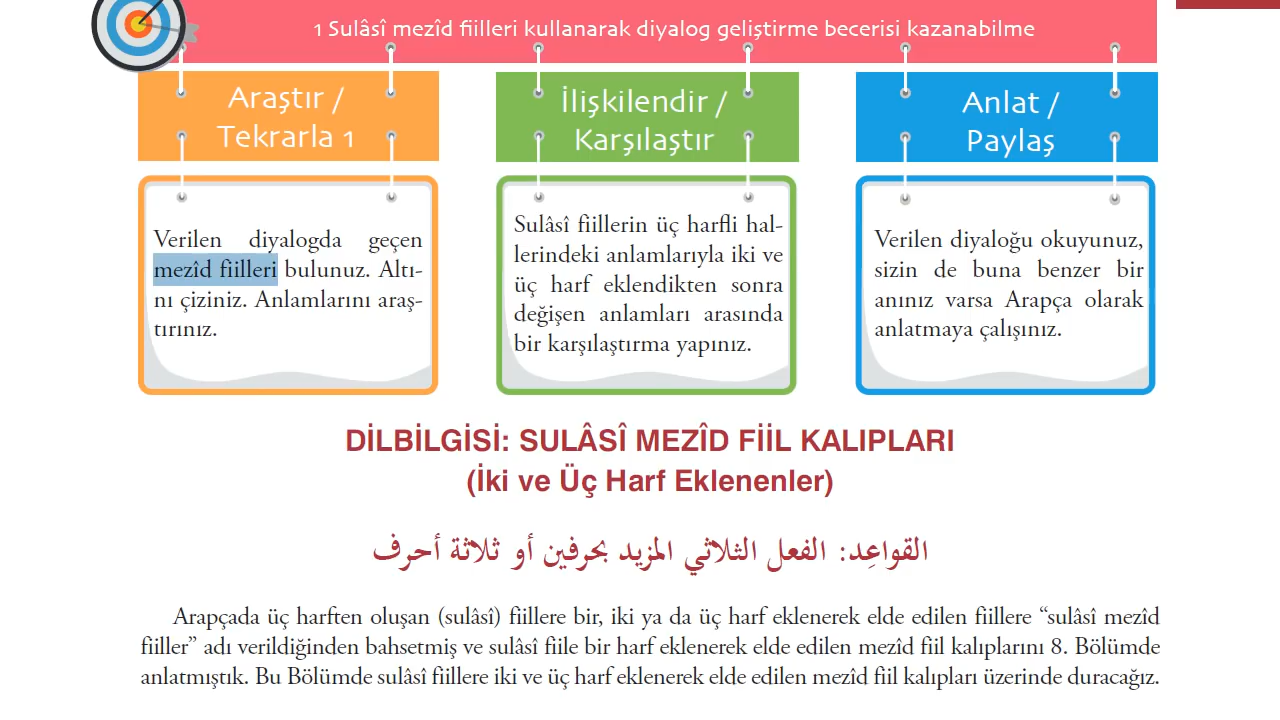 1 Sulâsî mezîd fiilleri kullanarak diyalog geliştirme becerisi kazanabilme
Araştır /
Tekrarla 1
Verilen diyalogda geçen
mezîd fiilleri bulunuz. Altı-
nı çiziniz. Anlamlarını araş-
tırınız.
İlişkilendir /
Karşılaştır
Sulâsî fiillerin üç harfli hal-
lerindeki anlamlarıyla iki ve
üç harf eklendikten sonra
değişen anlamları arasında
bir karşılaştırma yapınız.
Anlat /
Paylaş
Verilen diyaloğu okuyunuz,
sizin de buna benzer bir
anınız varsa Arapça olarak
anlatmaya çalışınız.
DİLBİLGİSİ: SULÂSÎ MEZÎD FİİL KALIPLARI
(İki ve Üç Harf Eklenenler)
القواعِد: الفعل الثلاثي المزيد بحرفين أو ثلاثة أحرف
Arapçada üç harften oluşan (sulâsî) fiillere bir, iki ya da üç harf eklenerek elde edilen fiillere “sulâsî mezîd
fiiller” adı verildiğinden bahsetmiş ve sulâsî fiile bir harf eklenerek elde edilen mezîd fiil kalıplarını 8. Bölümde
anlatmıştık. Bu Bölümde sulâsî fiillere iki ve üç harf eklenerek elde edilen mezîd fiil kalıpları üzerinde duracağız.